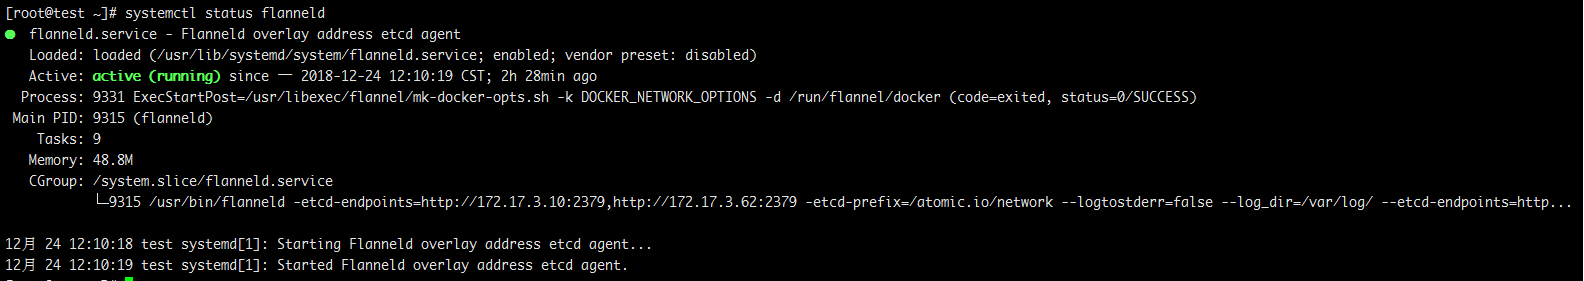 [root@test ~]# systemctl status flanneld
● flanneld.service - Flanneld overlay address etcd agent
Loaded: loaded (/usr/lib/systemd/system/flanneld.service; enabled; vendor preset: disabled)
Active: active (running) since 一 2018-12-24 12:10:19 CST; 2h 28min ago
Process: 9331 ExecStartPost=/usr/libexec/flannel/mk-docker-opts.sh -k DOCKER_NETWORK_OPTIONS -d /run/flannel/docker (code=exited, status=0/SUCCESS)
Main PID: 9315 (flanneld)
Tasks: 9
Memory: 48.8M
CGroup: /system.slice/flanneld.service
└─9315 /usr/bin/flanneld -etcd-endpoints=http://172.17.3.10:2379,http://172.17.3.62:2379 -etcd-prefix=/atomic.io/network --logtostderr=false --log_dir=/var/log/ --etcd-endpoints=http...
12月 24 12:10:18 test systemd[1]: Starting Flanneld overlay address etcd agent...
12月 24 12:10:19 test systemd[1]: Started Flanneld overlay address etcd agent.